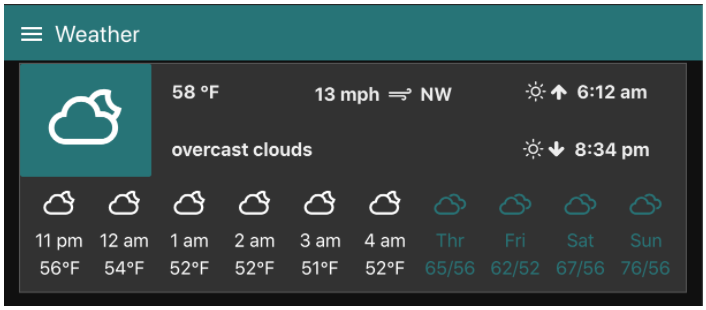 Weather
58 °F 13 mph NW 6:12 am
overcast clouds 8:34 pm
11 pm 12 am 1 am 2 am 3 am 4 am Thr Fri Sat Sun
56°F 54°F 52°F 52°F 51°F 52°F 65/56 62/52 67/56 76/56